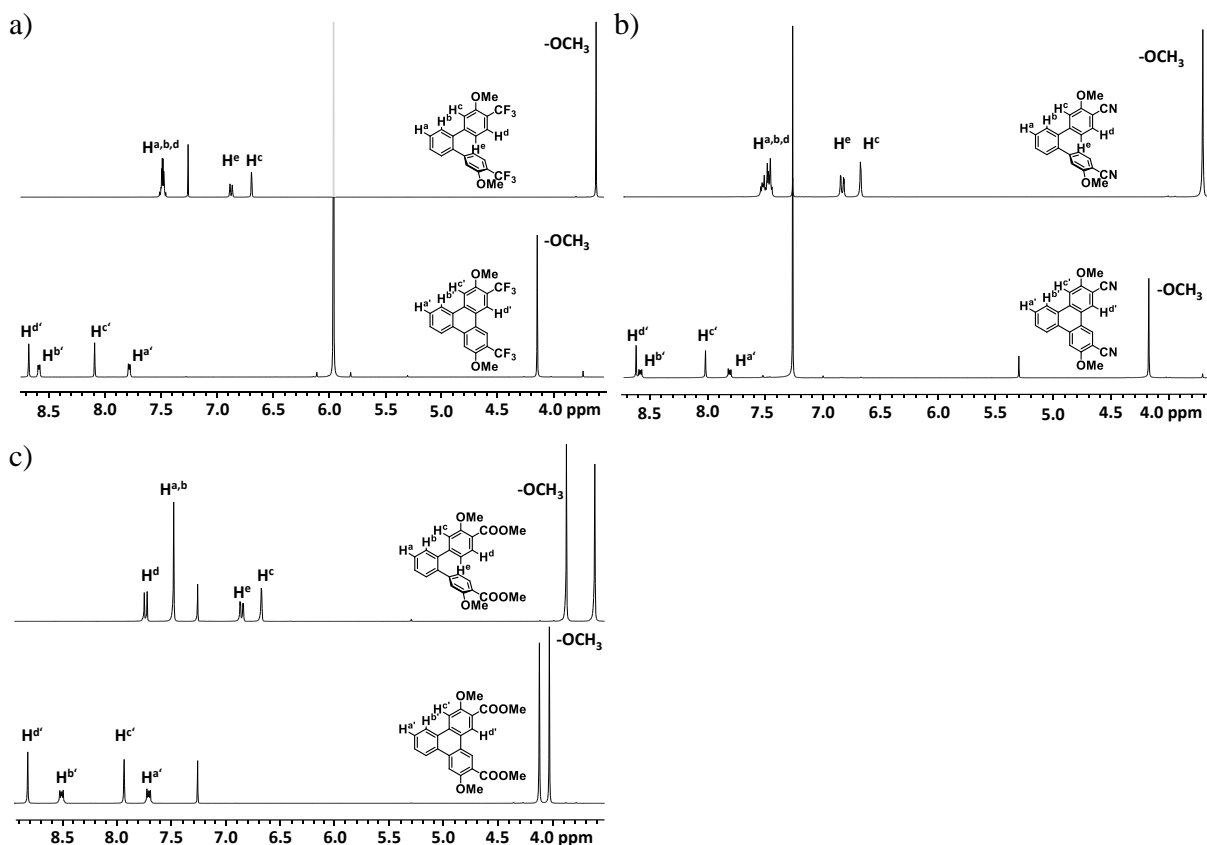 a)
-OCH₃
OMe
Hᶜ
CF₃
Hᵇ
Hᵃ
Hᵈ
Hᵉ
CF₃
OMe
Hᵃ,ᵇ,ᵈ
Hᵉ
Hᶜ
-OCH₃
OMe
Hᶜ'
CF₃
Hᵇ'
Hᵃ'
Hᵈ'
CF₃
OMe
Hᵈ‘
Hᵇ‘
Hᶜ‘
Hᵃ‘
8.5 8.0 7.5 7.0 6.5 6.0 5.5 5.0 4.5 4.0 ppm
b)
-OCH₃
OMe
Hᶜ
CN
Hᵇ
Hᵃ
Hᵈ
Hᵉ
CN
OMe
Hᵃ,ᵇ,ᵈ
Hᵉ
Hᶜ
-OCH₃
OMe
Hᶜ'
CN
Hᵇ'
Hᵃ'
Hᵈ'
CN
OMe
Hᵈ‘
Hᵇ‘
Hᶜ‘
Hᵃ‘
8.5 8.0 7.5 7.0 6.5 6.0 5.5 5.0 4.5 4.0 ppm
c)
Hᵃ,ᵇ
-OCH₃
OMe
Hᶜ
COOMe
Hᵇ
Hᵃ
Hᵈ
Hᵉ
COOMe
OMe
Hᵈ
Hᵉ
Hᶜ
-OCH₃
OMe
Hᶜ'
COOMe
Hᵇ'
Hᵃ'
Hᵈ'
COOMe
OMe
Hᵈ‘
Hᵇ‘
Hᶜ‘
Hᵃ‘
8.5 8.0 7.5 7.0 6.5 6.0 5.5 5.0 4.5 4.0 ppm